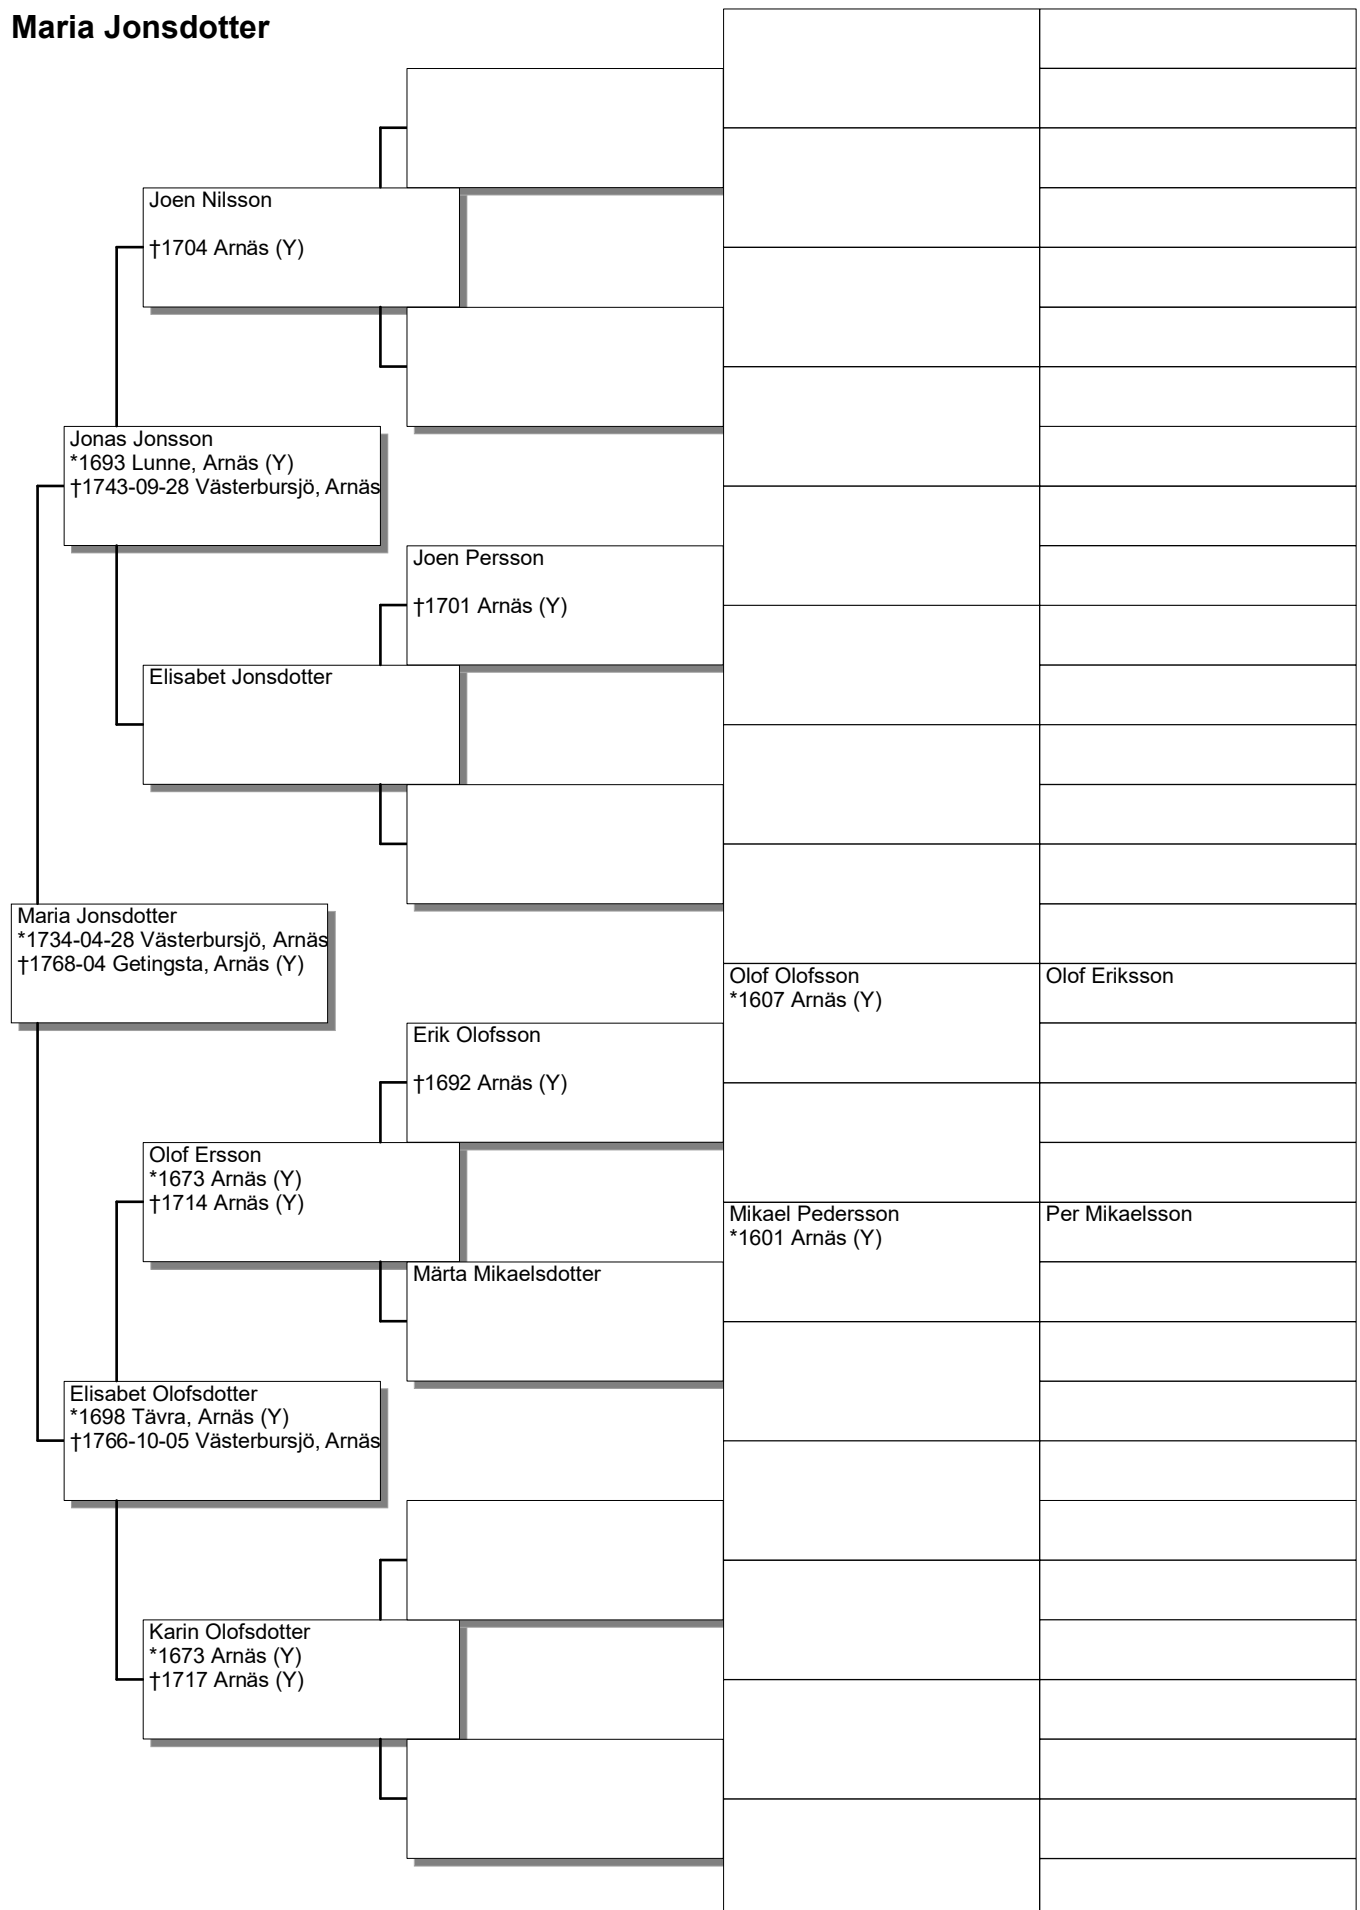 Maria Jonsdotter
Joen Nilsson
†1704 Arnäs (Y)
Jonas Jonsson
*1693 Lunne, Arnäs (Y)
†1743-09-28 Västerbursjö, Arnäs
Joen Persson
†1701 Arnäs (Y)
Elisabet Jonsdotter
Maria Jonsdotter
*1734-04-28 Västerbursjö, Arnäs
†1768-04 Getingsta, Arnäs (Y)
Olof Olofsson
*1607 Arnäs (Y)
Olof Eriksson
Erik Olofsson
†1692 Arnäs (Y)
Olof Ersson
*1673 Arnäs (Y)
†1714 Arnäs (Y)
Mikael Pedersson
*1601 Arnäs (Y)
Per Mikaelsson
Märta Mikaelsdotter
Elisabet Olofsdotter
*1698 Tävra, Arnäs (Y)
†1766-10-05 Västerbursjö, Arnäs
Karin Olofsdotter
*1673 Arnäs (Y)
†1717 Arnäs (Y)